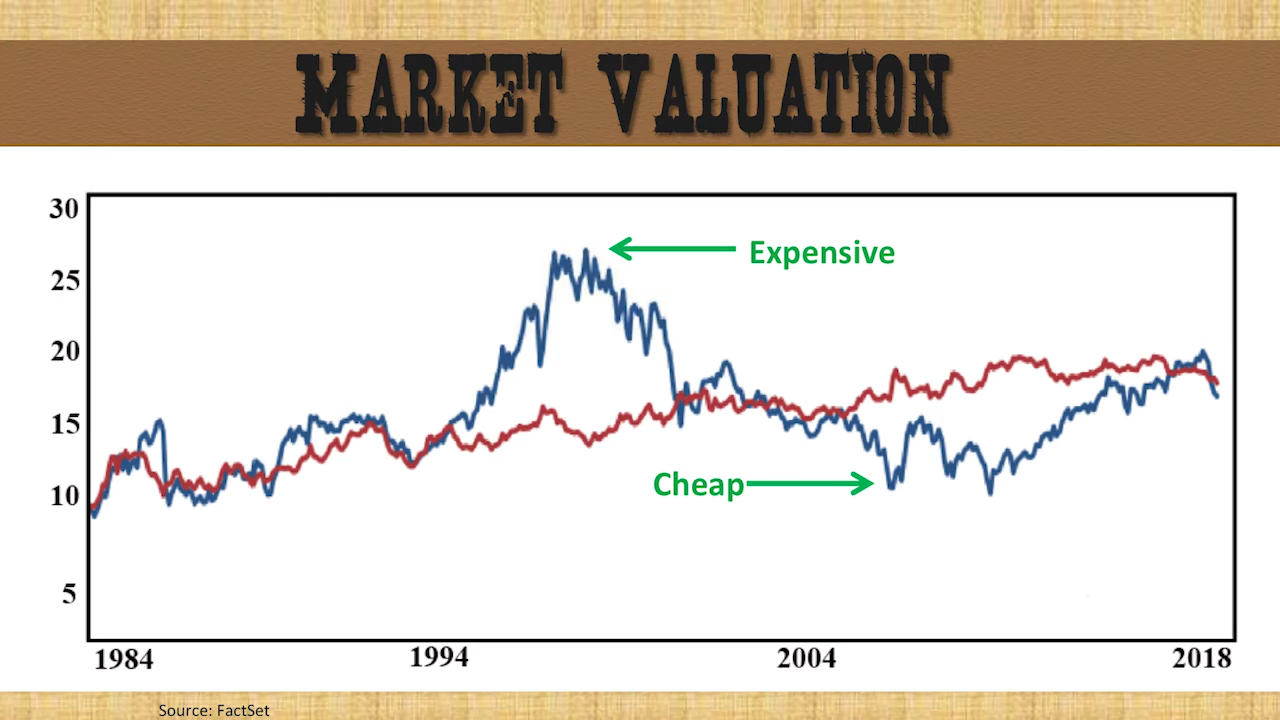 MARKET VALUATION
30
25
20
15
10
5
Expensive
Cheap
1984 1994 2004 2018
Source: FactSet